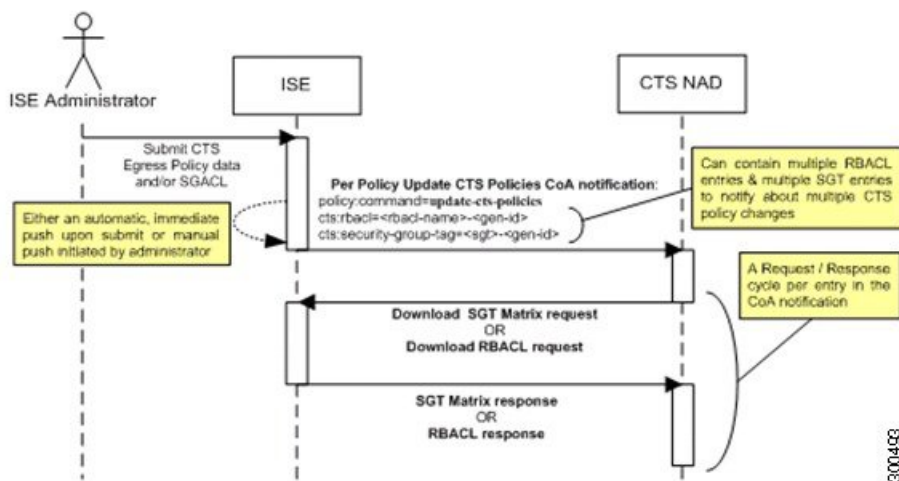 ISE Administrator
ISE
CTS NAD
Submit CTS
Egress Policy data
and/or SGACL
Either an automatic, immediate
push upon submit or manual
push initiated by administrator
Per Policy Update CTS Policies CoA notification:
policy:command=update-cts-policies
cts:rbacl=<rbacl-name>-<gen-id>
cts:security-group-tag=<sgt>-<gen-id>
Can contain multiple RBACL
entries & multiple SGT entries
to notify about multiple CTS
policy changes
A Request / Response
cycle per entry in the
CoA notification
Download SGT Matrix request
OR
Download RBACL request
SGT Matrix response
OR
RBACL response
300493